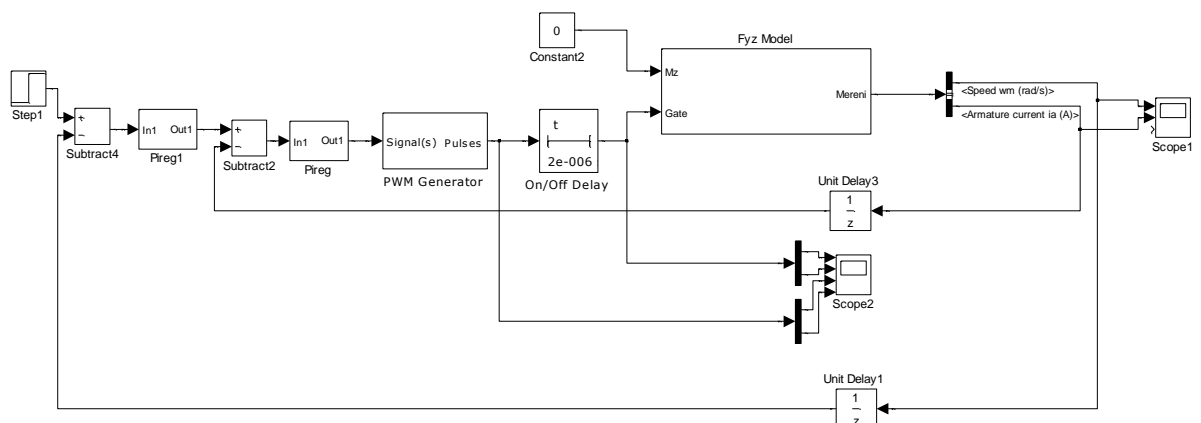 0
Constant2
Fyz Model
Mz
Gate
Mereni
<Speed wm (rad/s)>
<Armature current ia (A)>
Scope1
Step1
+
−
Subtract4
In1 Out1
Pireg1
+
−
Subtract2
In1 Out1
Pireg
Signal(s) Pulses
PWM Generator
t
2e-006
On/Off Delay
Unit Delay3
1
z
Scope2
Unit Delay1
1
z